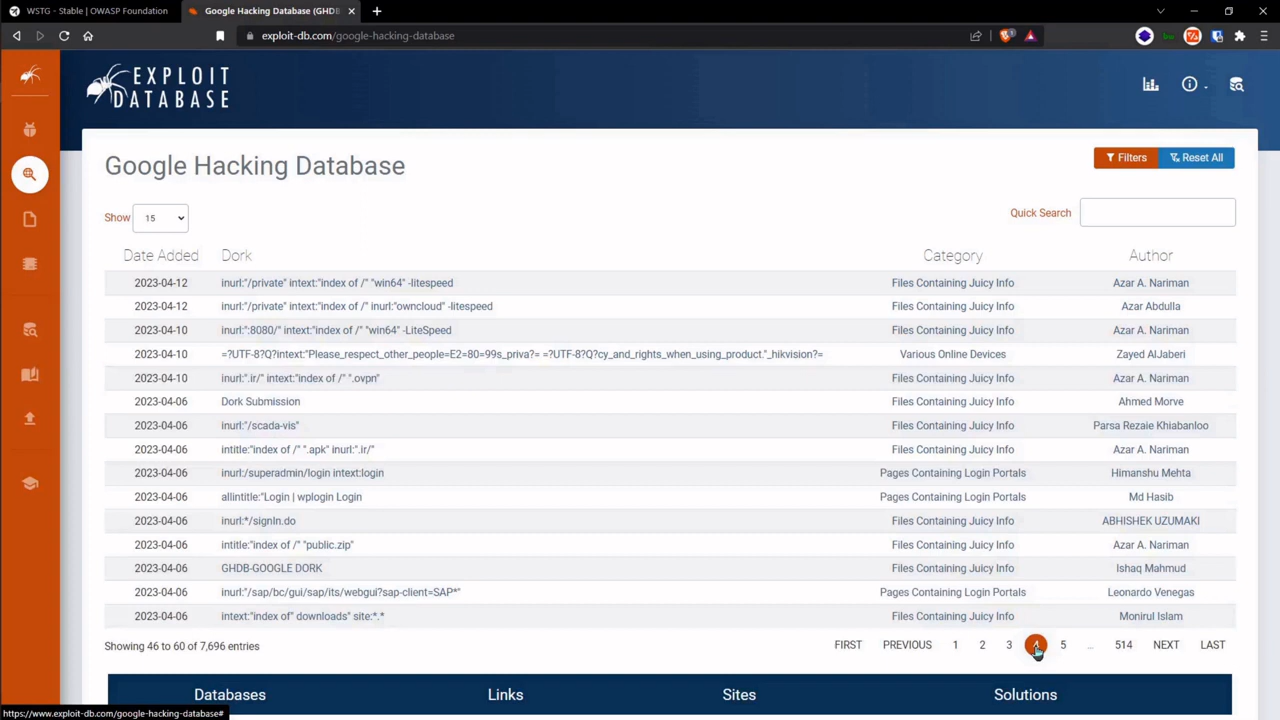 WSTG - Stable | OWASP Foundation
Google Hacking Database (GHDB
exploit-db.com/google-hacking-database
EXPLOIT
DATABASE
Google Hacking Database
Filters
Reset All
Show 15
Quick Search
Date Added Dork Category Author
2023-04-12 inurl:"/private" intext:"index of /" "win64" -litespeed Files Containing Juicy Info Azar A. Nariman
2023-04-12 inurl:"/private" intext:"index of /" inurl:"owncloud" -litespeed Files Containing Juicy Info Azar Abdulla
2023-04-10 inurl:":8080/" intext:"index of /" "win64" -LiteSpeed Files Containing Juicy Info Azar A. Nariman
2023-04-10 =?UTF-8?Q?intext:"Please_respect_other_people=E2=80=99s_priva?= =?UTF-8?Q?cy_and_rights_when_using_product."_hikvision?= Various Online Devices Zayed AlJaberi
2023-04-10 inurl:".ir/" intext:"index of /" ".ovpn" Files Containing Juicy Info Azar A. Nariman
2023-04-06 Dork Submission Files Containing Juicy Info Ahmed Morve
2023-04-06 inurl:"/scada-vis" Files Containing Juicy Info Parsa Rezaie Khiabanloo
2023-04-06 intitle:"index of /" ".apk" inurl:".ir/" Files Containing Juicy Info Azar A. Nariman
2023-04-06 inurl:/superadmin/login intext:login Pages Containing Login Portals Himanshu Mehta
2023-04-06 allintitle:"Login | wplogin Login Pages Containing Login Portals Md Hasib
2023-04-06 inurl:*/signIn.do Files Containing Juicy Info ABHISHEK UZUMAKI
2023-04-06 intitle:"index of /" "public.zip" Files Containing Juicy Info Azar A. Nariman
2023-04-06 GHDB-GOOGLE DORK Files Containing Juicy Info Ishaq Mahmud
2023-04-06 inurl:"/sap/bc/gui/sap/its/webgui?sap-client=SAP*" Pages Containing Login Portals Leonardo Venegas
2023-04-06 intext:"index of" downloads" site:*.* Files Containing Juicy Info Monirul Islam
Showing 46 to 60 of 7,696 entries FIRST PREVIOUS 1 2 3 4 5 ... 514 NEXT LAST
Databases Links Sites Solutions
https://www.exploit-db.com/google-hacking-database#